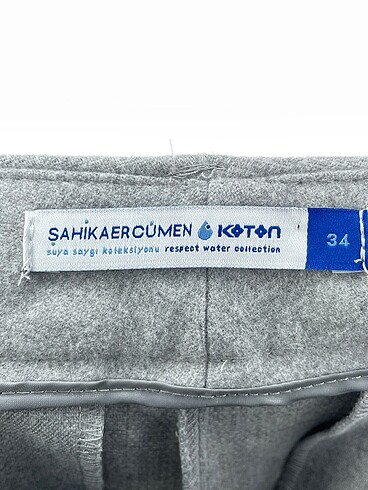 ŞAHİKAERCÜMEN KOTON 34
suya saygı koleksiyonu respect water collection